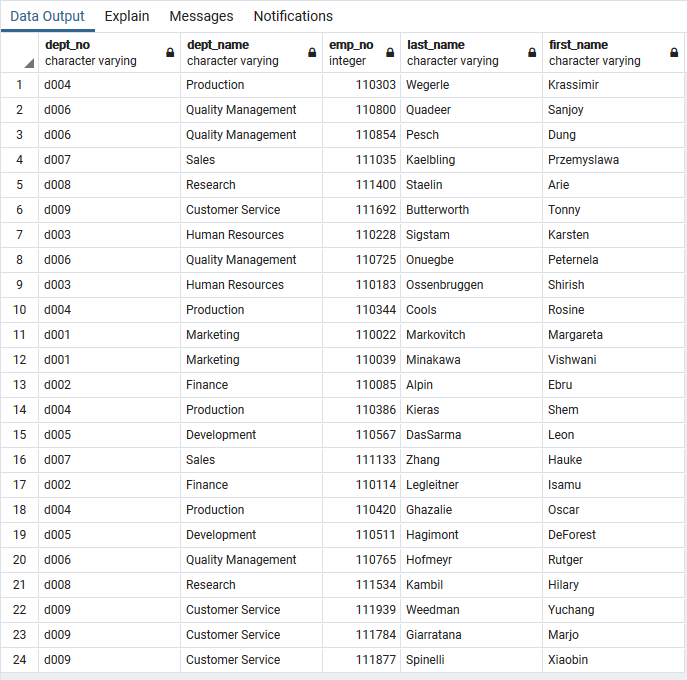 Data Output Explain Messages Notifications
dept_no dept_name emp_no last_name first_name
character varying character varying integer character varying character varying
1 d004 Production 110303 Wegerle Krassimir
2 d006 Quality Management 110800 Quadeer Sanjoy
3 d006 Quality Management 110854 Pesch Dung
4 d007 Sales 111035 Kaelbling Przemyslawa
5 d008 Research 111400 Staelin Arie
6 d009 Customer Service 111692 Butterworth Tonny
7 d003 Human Resources 110228 Sigstam Karsten
8 d006 Quality Management 110725 Onuegbe Peternela
9 d003 Human Resources 110183 Ossenbruggen Shirish
10 d004 Production 110344 Cools Rosine
11 d001 Marketing 110022 Markovitch Margareta
12 d001 Marketing 110039 Minakawa Vishwani
13 d002 Finance 110085 Alpin Ebru
14 d004 Production 110386 Kieras Shem
15 d005 Development 110567 DasSarma Leon
16 d007 Sales 111133 Zhang Hauke
17 d002 Finance 110114 Legleitner Isamu
18 d004 Production 110420 Ghazalie Oscar
19 d005 Development 110511 Hagimont DeForest
20 d006 Quality Management 110765 Hofmeyr Rutger
21 d008 Research 111534 Kambil Hilary
22 d009 Customer Service 111939 Weedman Yuchang
23 d009 Customer Service 111784 Giarratana Marjo
24 d009 Customer Service 111877 Spinelli Xiaobin